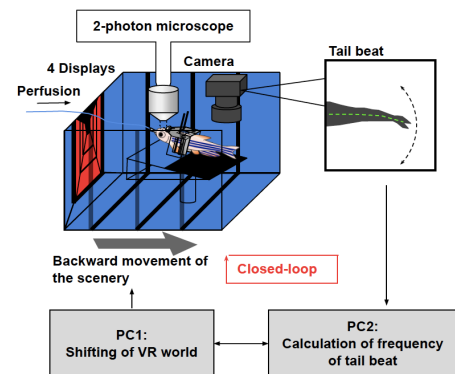 2-photon microscope
4 Displays
Camera
Tail beat
Perfusion
Backward movement of
the scenery
Closed-loop
PC1:
Shifting of VR world
PC2:
Calculation of frequency
of tail beat